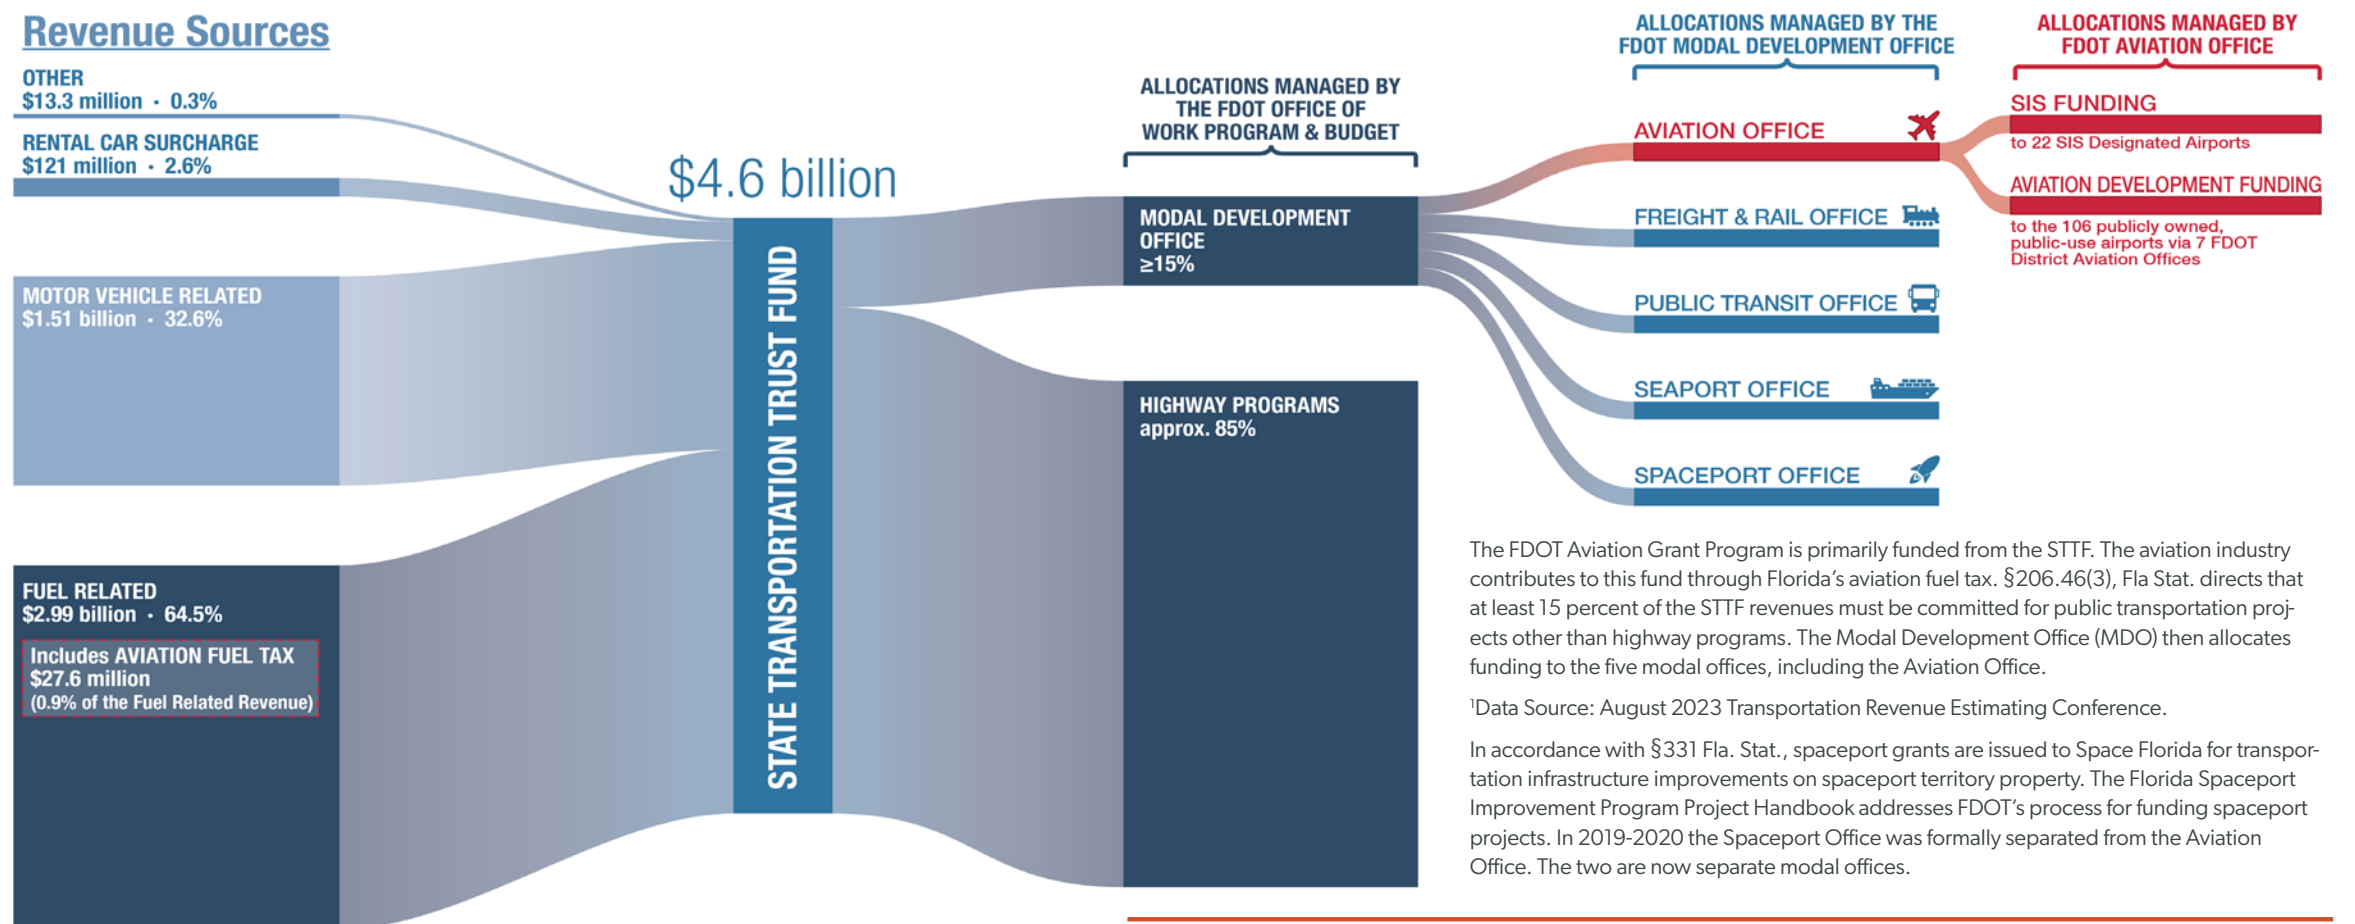 Revenue Sources
OTHER
$13.3 million · 0.3%
RENTAL CAR SURCHARGE
$121 million · 2.6%
MOTOR VEHICLE RELATED
$1.51 billion · 32.6%
FUEL RELATED
$2.99 billion · 64.5%
Includes AVIATION FUEL TAX
$27.6 million
(0.9% of the Fuel Related Revenue)
$4.6 billion
STATE TRANSPORTATION TRUST FUND
ALLOCATIONS MANAGED BY
THE FDOT OFFICE OF
WORK PROGRAM & BUDGET
MODAL DEVELOPMENT
OFFICE
≥15%
HIGHWAY PROGRAMS
approx. 85%
ALLOCATIONS MANAGED BY THE
FDOT MODAL DEVELOPMENT OFFICE
AVIATION OFFICE
FREIGHT & RAIL OFFICE
PUBLIC TRANSIT OFFICE
SEAPORT OFFICE
SPACEPORT OFFICE
ALLOCATIONS MANAGED BY
FDOT AVIATION OFFICE
SIS FUNDING
to 22 SIS Designated Airports
AVIATION DEVELOPMENT FUNDING
to the 106 publicly owned,
public-use airports via 7 FDOT
District Aviation Offices
The FDOT Aviation Grant Program is primarily funded from the STTF. The aviation industry
contributes to this fund through Florida's aviation fuel tax. §206.46(3), Fla Stat. directs that
at least 15 percent of the STTF revenues must be committed for public transportation proj-
ects other than highway programs. The Modal Development Office (MDO) then allocates
funding to the five modal offices, including the Aviation Office.
¹Data Source: August 2023 Transportation Revenue Estimating Conference.
In accordance with §331 Fla. Stat., spaceport grants are issued to Space Florida for transpor-
tation infrastructure improvements on spaceport territory property. The Florida Spaceport
Improvement Program Project Handbook addresses FDOT's process for funding spaceport
projects. In 2019-2020 the Spaceport Office was formally separated from the Aviation
Office. The two are now separate modal offices.